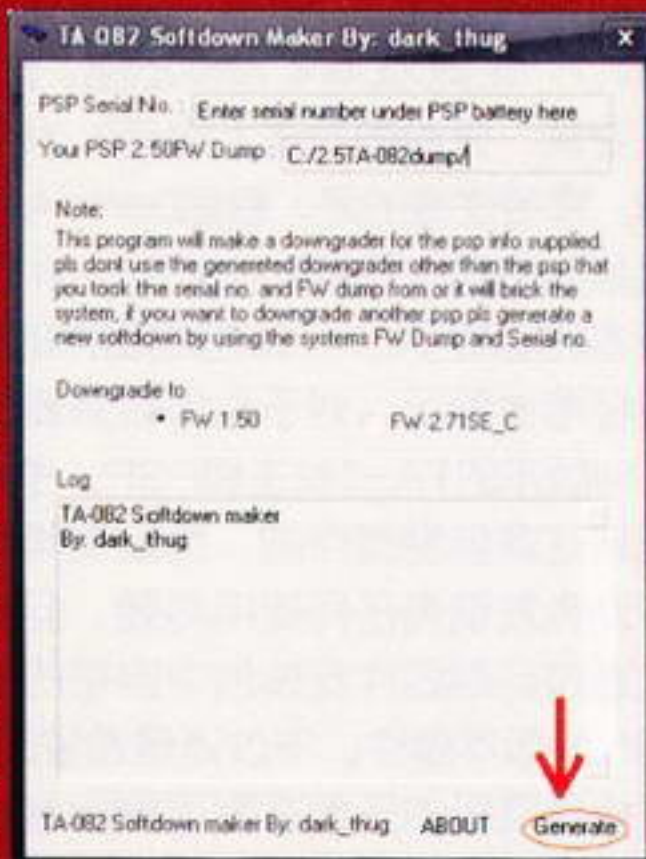 TA 082 Softdown Maker By: dark_thug x
PSP Serial No. : Enter serial number under PSP battery here
Your PSP 2.50FW Dump : C:/2.5TA-082dump/
Note:
This program will make a downgrader for the psp info supplied.
pls dont use the genereted downgrader other than the psp that
you took the serial no. and FW dump from or it will brick the
system, if you want to downgrade another psp pls generate a
new softdown by using the systems FW Dump and Serial no.
Downgrade to
• FW 1.50 FW 2.71SE_C
Log
TA-082 Softdown maker
By: dark_thug
TA-082 Softdown maker By: dark_thug ABOUT Generate